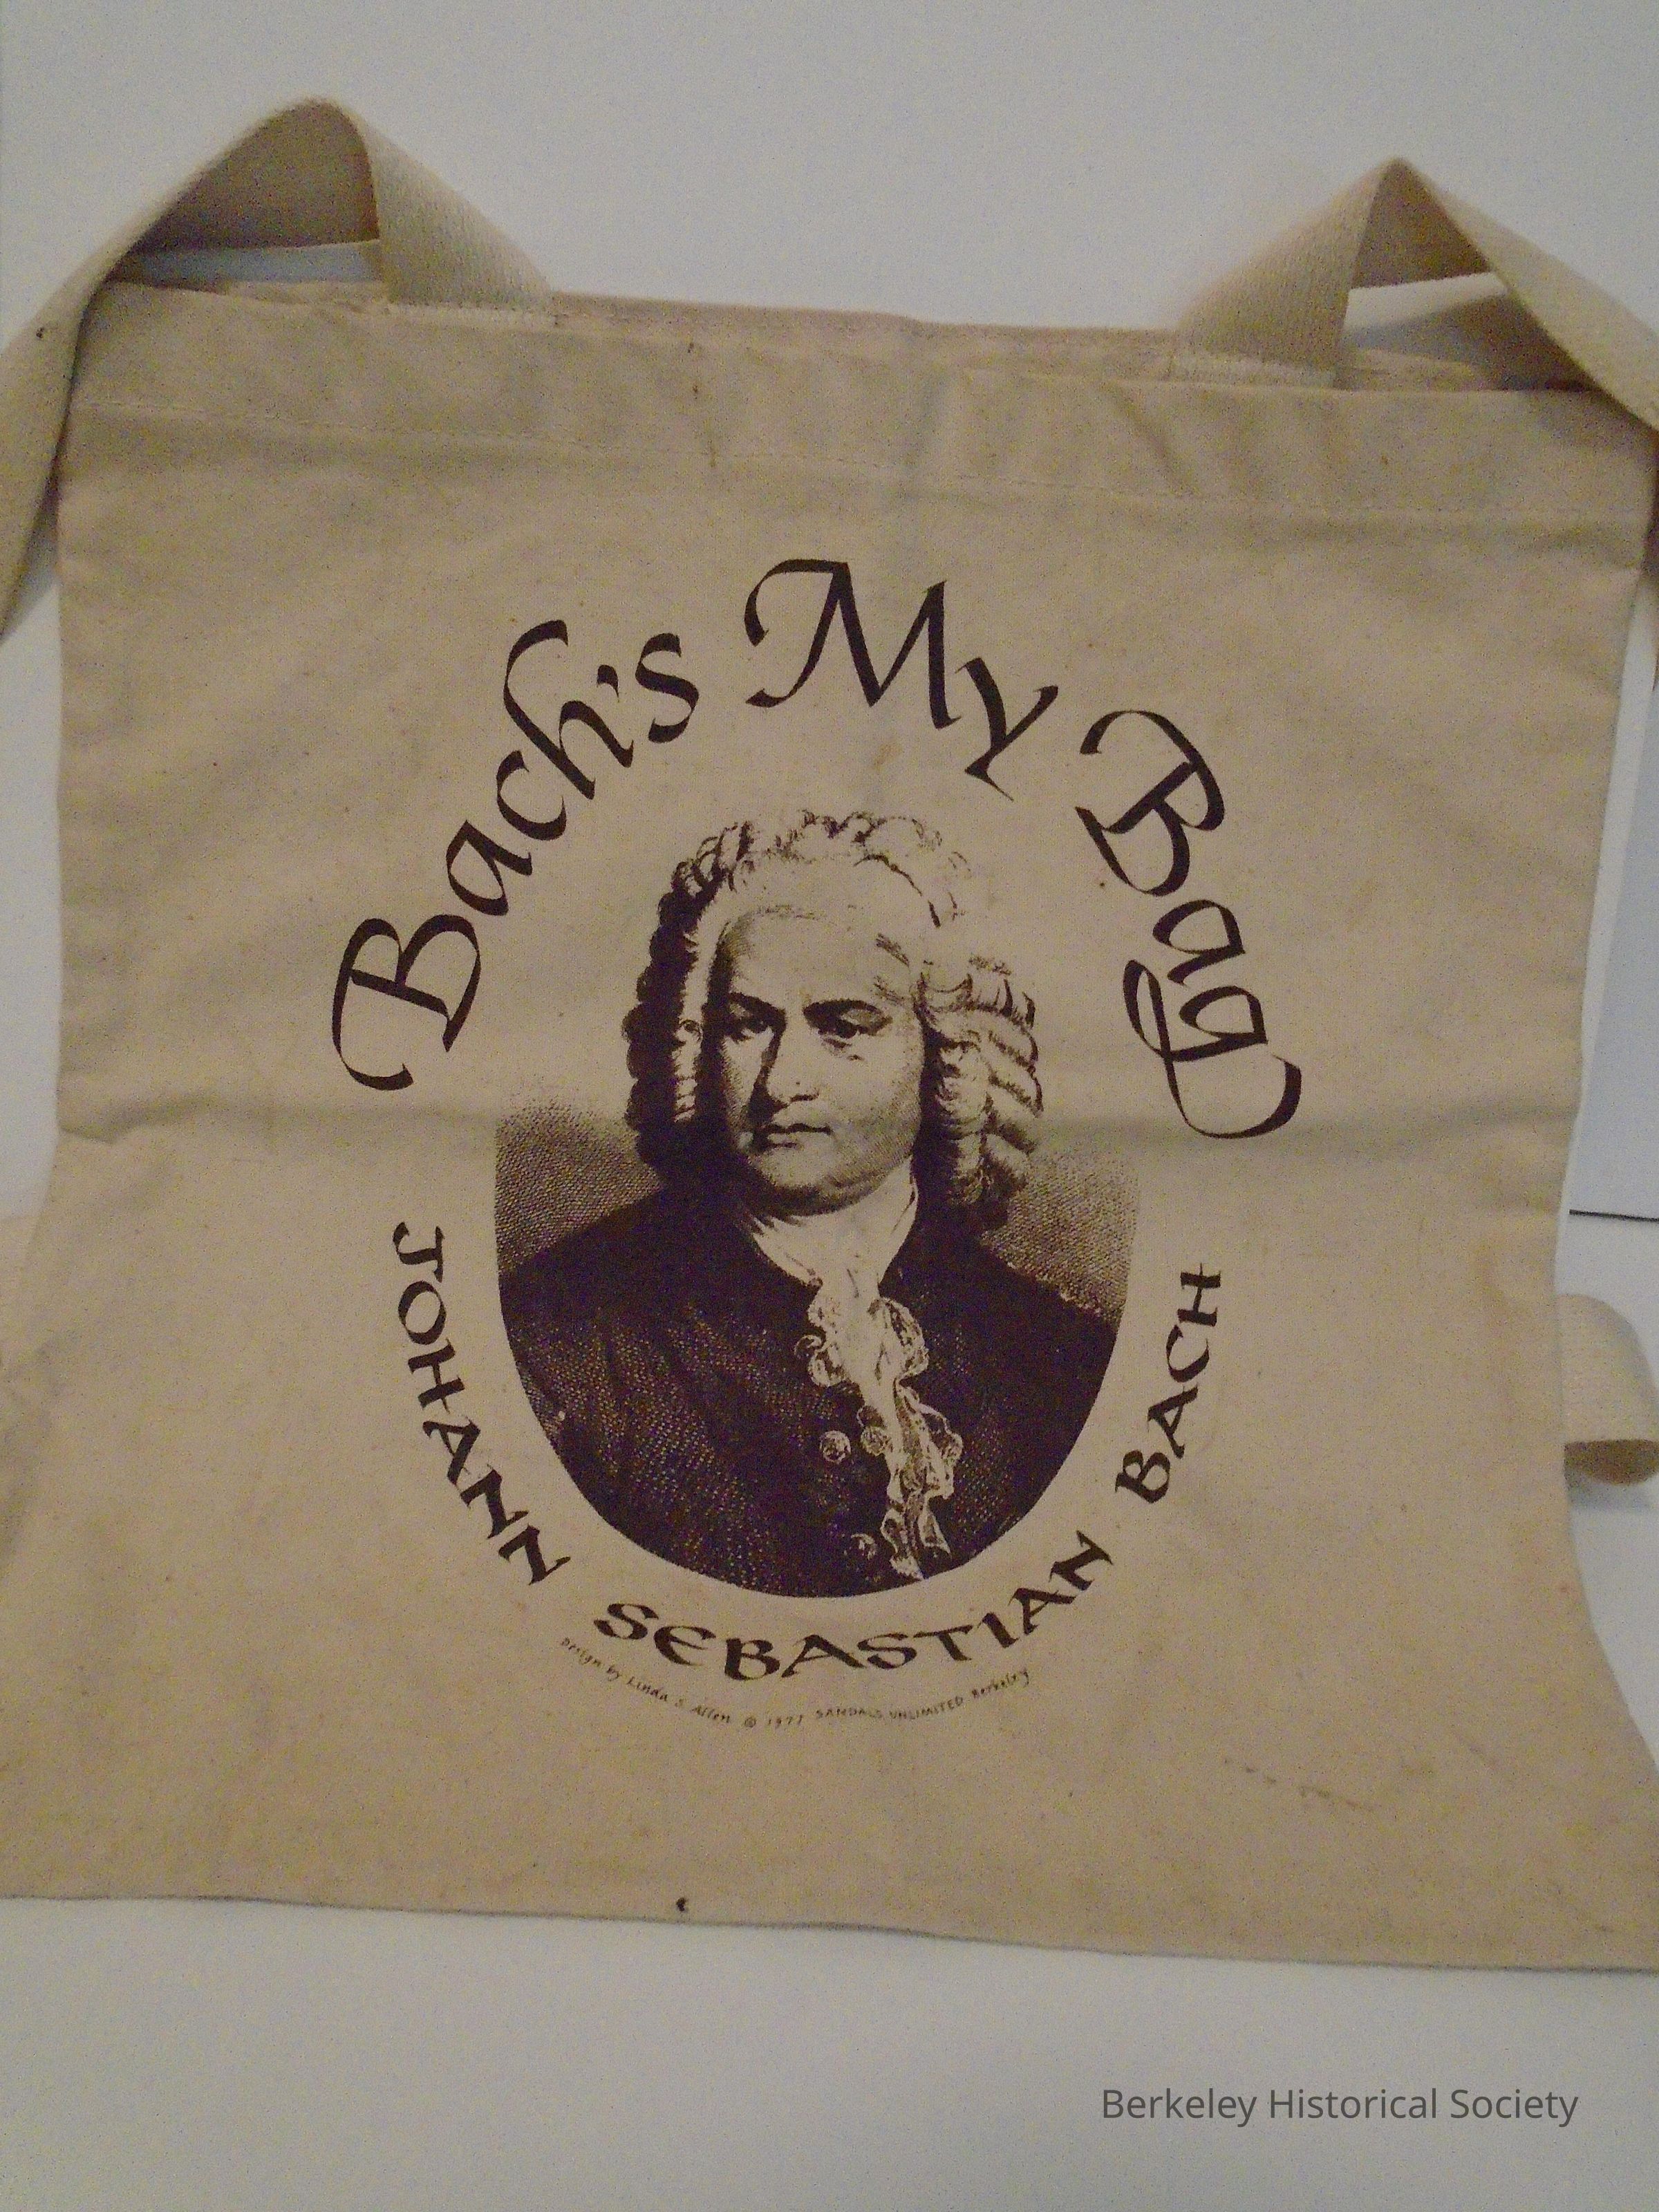 Bach's My Bag
JOHANN SEBASTIAN BACH
Design by Linda S. Allen © 1977 SANDALS UNLIMITED Berkeley
Berkeley Historical Society